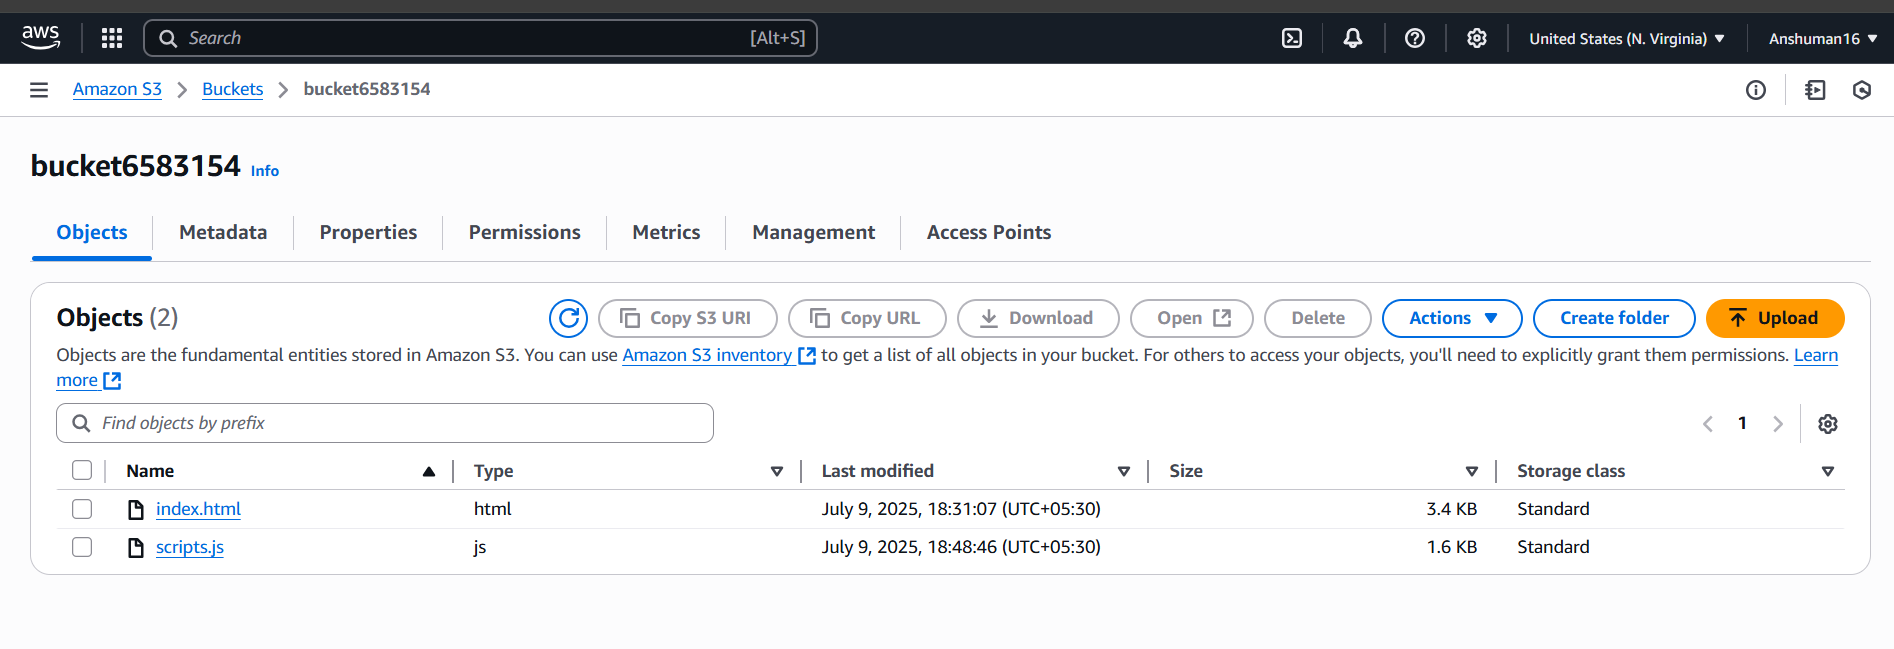 aws Search [Alt+S] United States (N. Virginia) Anshuman16
Amazon S3 Buckets bucket6583154
bucket6583154 Info
Objects Metadata Properties Permissions Metrics Management Access Points
Objects (2) Copy S3 URI Copy URL Download Open Delete Actions Create folder Upload
Objects are the fundamental entities stored in Amazon S3. You can use Amazon S3 inventory to get a list of all objects in your bucket. For others to access your objects, you'll need to explicitly grant them permissions. Learn
more
Find objects by prefix 1
Name Type Last modified Size Storage class
index.html html July 9, 2025, 18:31:07 (UTC+05:30) 3.4 KB Standard
scripts.js js July 9, 2025, 18:48:46 (UTC+05:30) 1.6 KB Standard